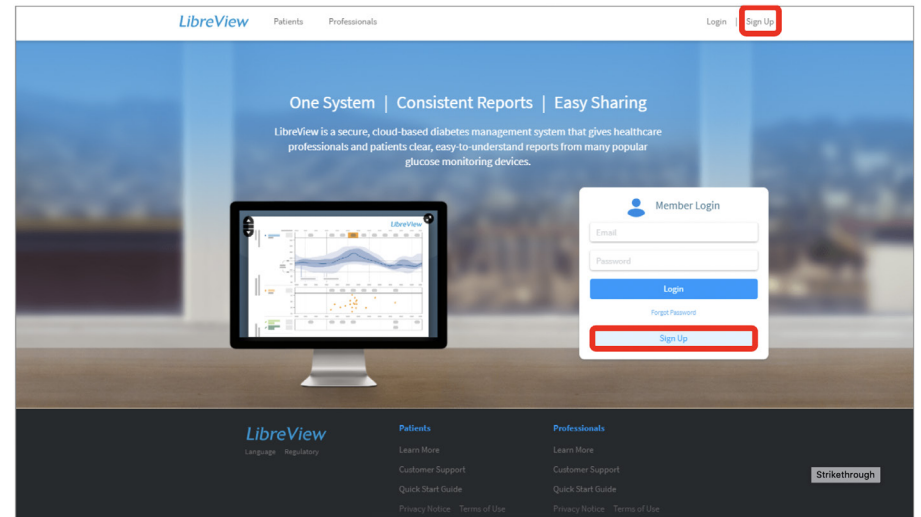 LibreView Patients Professionals Login | Sign Up
One System | Consistent Reports | Easy Sharing
LibreView is a secure, cloud-based diabetes management system that gives healthcare
professionals and patients clear, easy-to-understand reports from many popular
glucose monitoring devices.
LibreView
Member Login
Email
Password
Login
Forgot Password
Sign Up
LibreView
Language Regulatory
Patients
Learn More
Customer Support
Quick Start Guide
Privacy Notice Terms of Use
Professionals
Learn More
Customer Support
Quick Start Guide
Privacy Notice Terms of Use
Strikethrough